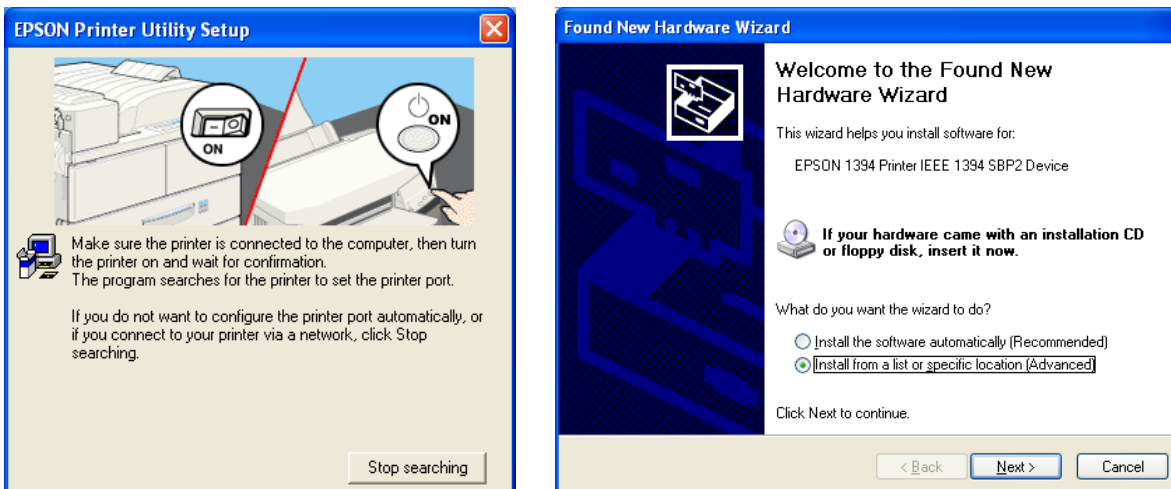 EPSON Printer Utility Setup
ON
ON
Make sure the printer is connected to the computer, then turn
the printer on and wait for confirmation.
The program searches for the printer to set the printer port.
If you do not want to configure the printer port automatically, or
if you connect to your printer via a network, click Stop
searching.
Stop searching
Found New Hardware Wizard
Welcome to the Found New
Hardware Wizard
This wizard helps you install software for:
EPSON 1394 Printer IEEE 1394 SBP2 Device
If your hardware came with an installation CD
or floppy disk, insert it now.
What do you want the wizard to do?
Install the software automatically (Recommended)
Install from a list or specific location (Advanced)
Click Next to continue.
< Back
Next >
Cancel